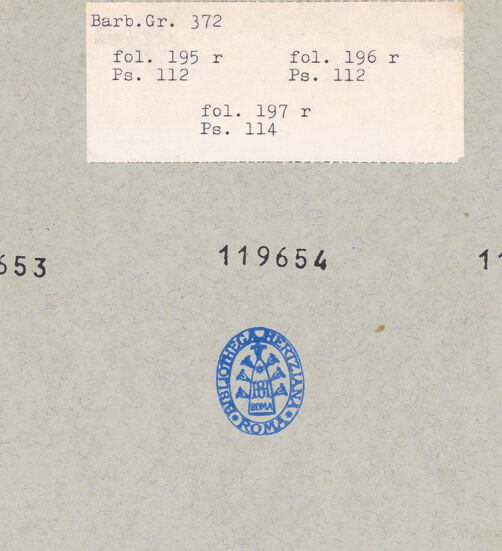 Barb.Gr. 372
fol. 195 r fol. 196 r
Ps. 112 Ps. 112
fol. 197 r
Ps. 114
653 119654 11
BIBLIOTHECA HERTZIANA
ROMA
ROMA